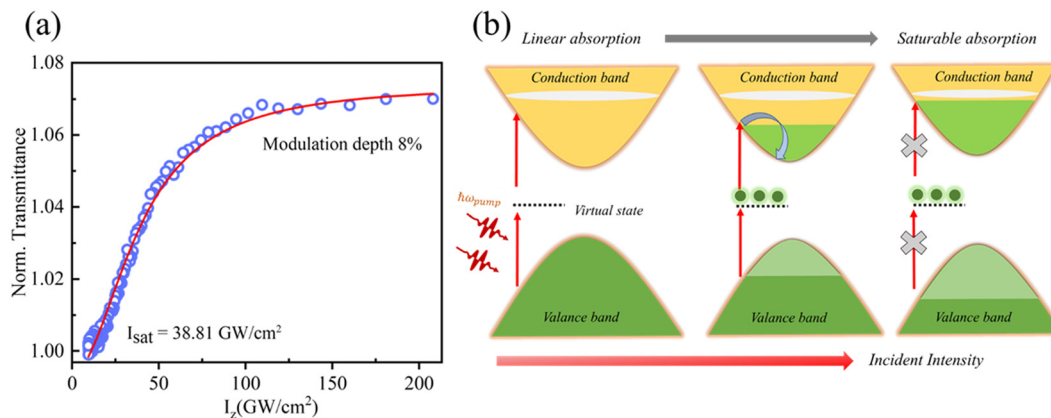 (a)
1.08
1.06
1.04
1.02
1.00
Norm. Transmittance
Modulation depth 8%
I_sat = 38.81 GW/cm²
0
50
100
150
200
I_z(GW/cm²)
(b)
Linear absorption
Saturable absorption
Conduction band
Conduction band
Conduction band
ℏω_pump
Virtual state
Valance band
Valance band
Valance band
Incident Intensity